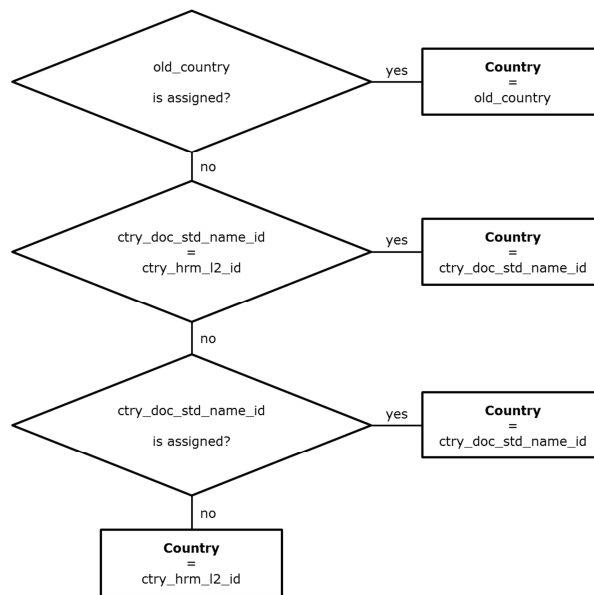 old_country
is assigned?
yes
Country
=
old_country
no
ctry_doc_std_name_id
=
ctry_hrm_l2_id
yes
Country
=
ctry_doc_std_name_id
no
ctry_doc_std_name_id
is assigned?
yes
Country
=
ctry_doc_std_name_id
no
Country
=
ctry_hrm_l2_id